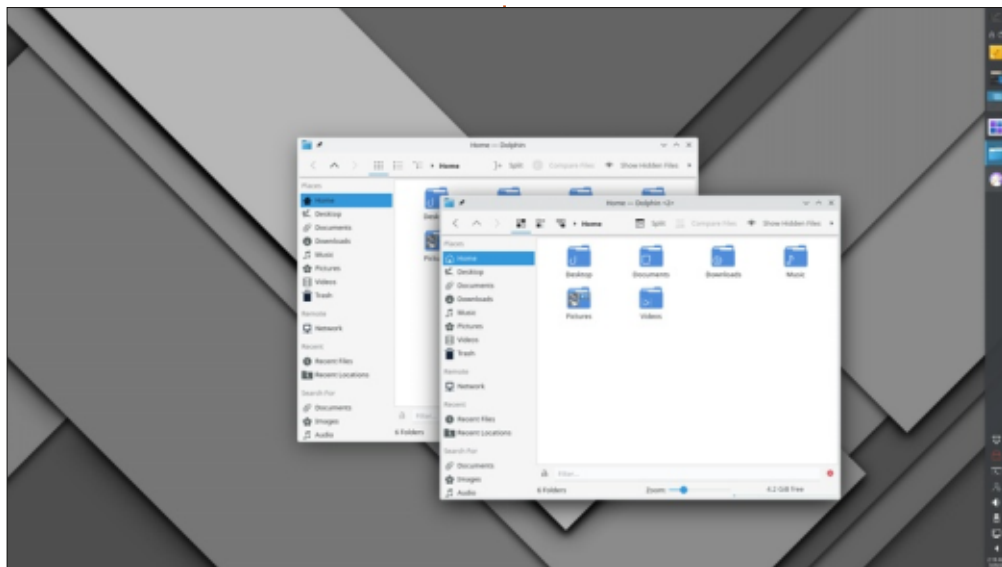 Home — Dolphin
Home
Split
Compare Files
Show Hidden Files
Places
Home
Desktop
Documents
Downloads
Music
Pictures
Videos
Trash
Remote
Network
Recent
Recent Files
Recent Locations
Search For
Documents
Images
Audio
6 Folders
Home — Dolphin <2>
Home
Split
Compare Files
Show Hidden Files
Places
Home
Desktop
Documents
Downloads
Music
Pictures
Videos
Trash
Remote
Network
Recent
Recent Files
Recent Locations
Search For
Documents
Images
Audio
Desktop
Documents
Downloads
Music
Pictures
Videos
Filter...
6 Folders
Zoom:
4.2 GiB free